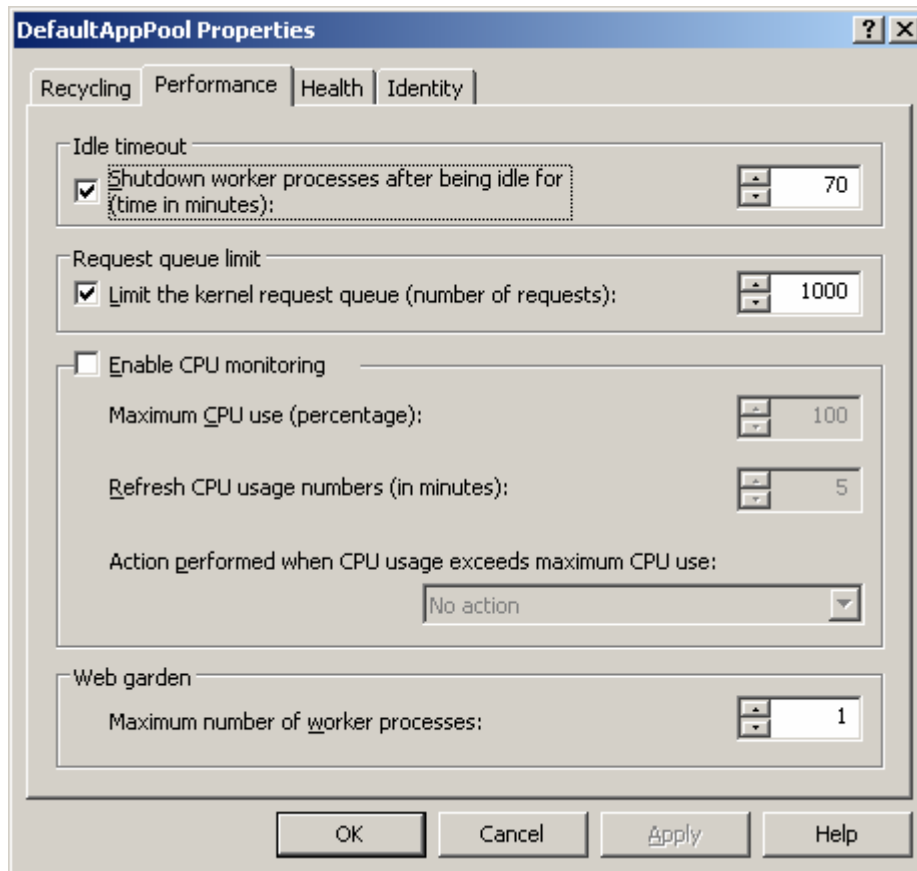 DefaultAppPool Properties
Recycling Performance Health Identity
Idle timeout
Shutdown worker processes after being idle for
(time in minutes):
70
Request queue limit
Limit the kernel request queue (number of requests):
1000
Enable CPU monitoring
Maximum CPU use (percentage):
100
Refresh CPU usage numbers (in minutes):
5
Action performed when CPU usage exceeds maximum CPU use:
No action
Web garden
Maximum number of worker processes:
1
OK Cancel Apply Help